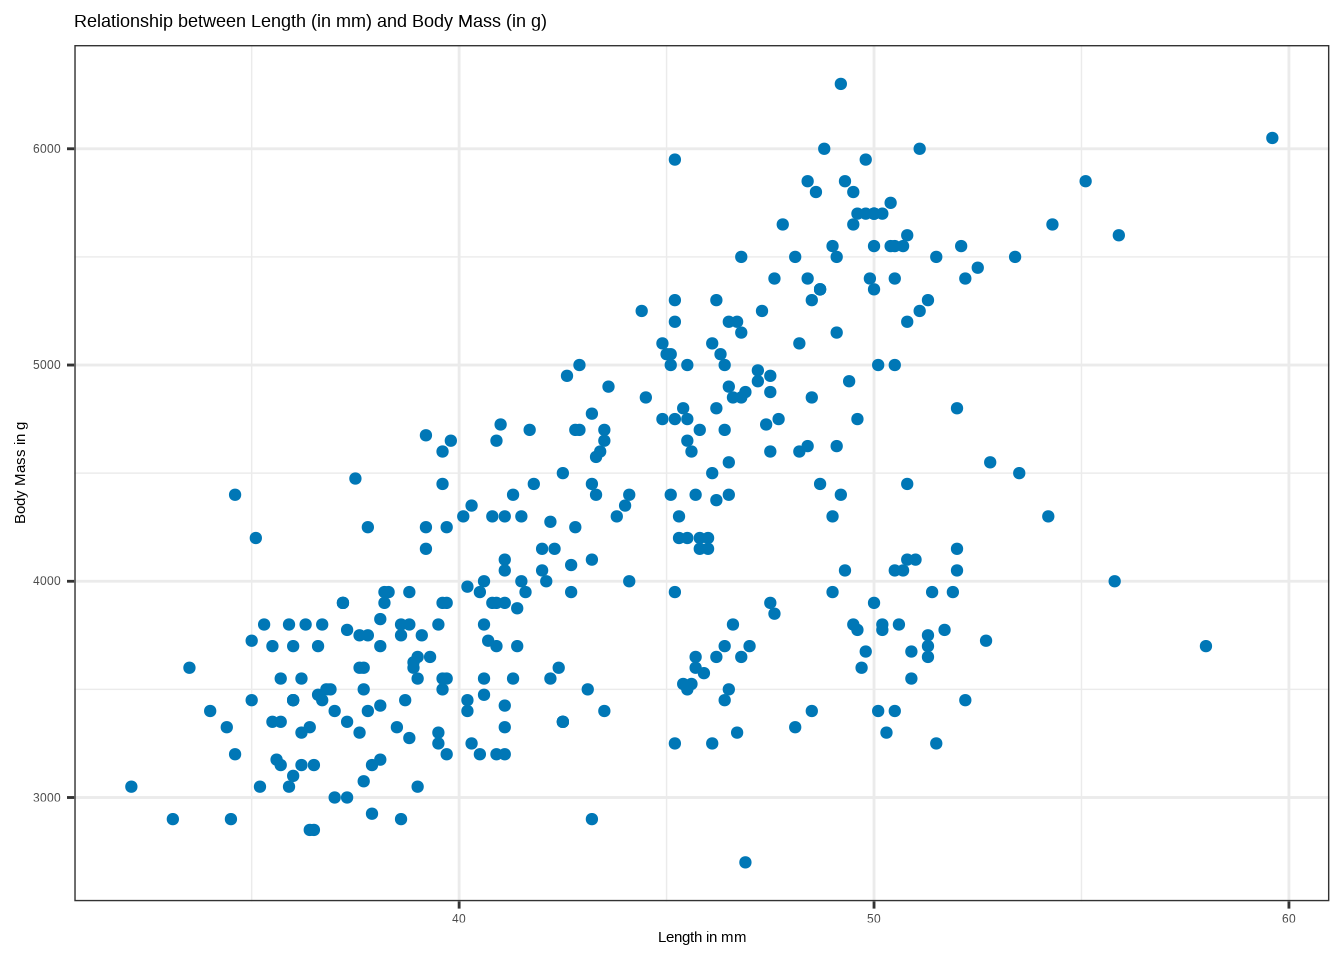 Relationship between Length (in mm) and Body Mass (in g)
6000
5000
4000
3000
Body Mass in g
40
50
60
Length in mm